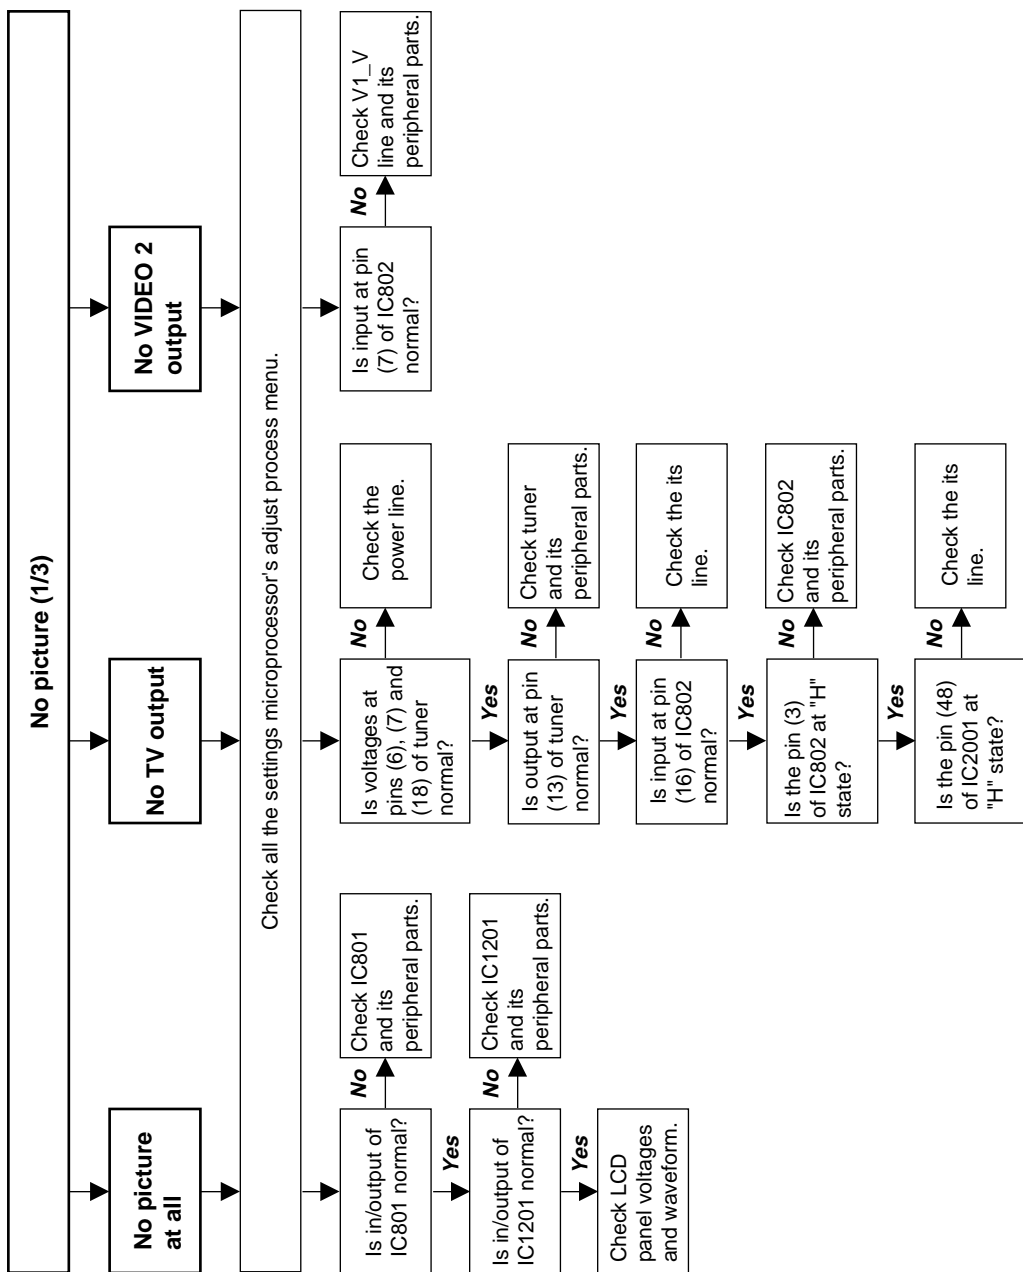 No picture (1/3)
No picture
at all
No TV output
No VIDEO 2
output
Check all the settings microprocessor's adjust process menu.
Is in/output of
IC801 normal?
No
Check IC801
and its
peripheral parts.
Yes
Is in/output of
IC1201 normal?
No
Check IC1201
and its
peripheral parts.
Yes
Check LCD
panel voltages
and waveform.
Is voltages at
pins (6), (7) and
(18) of tuner
normal?
No
Check the
power line.
Yes
Is output at pin
(13) of tuner
normal?
No
Check tuner
and its
peripheral parts.
Yes
Is input at pin
(16) of IC802
normal?
No
Check the its
line.
Yes
Is the pin (3)
of IC802 at "H"
state?
No
Check IC802
and its
peripheral parts.
Yes
Is the pin (48)
of IC2001 at
"H" state?
No
Check the its
line.
Is input at pin
(7) of IC802
normal?
No
Check V1_V
line and its
peripheral parts.